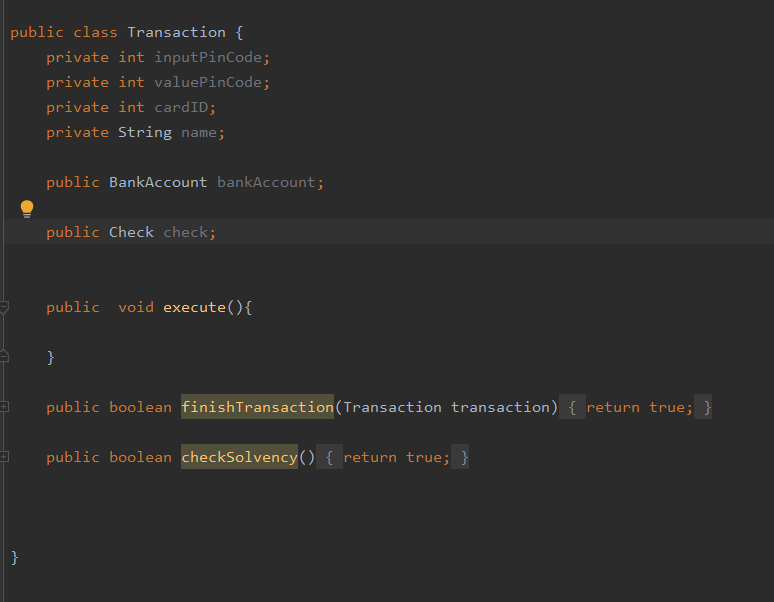 public class Transaction {
private int inputPinCode;
private int valuePinCode;
private int cardID;
private String name;
public BankAccount bankAccount;
public Check check;
public  void execute(){
}
public boolean finishTransaction(Transaction transaction) { return true; }
public boolean checkSolvency() { return true; }
}